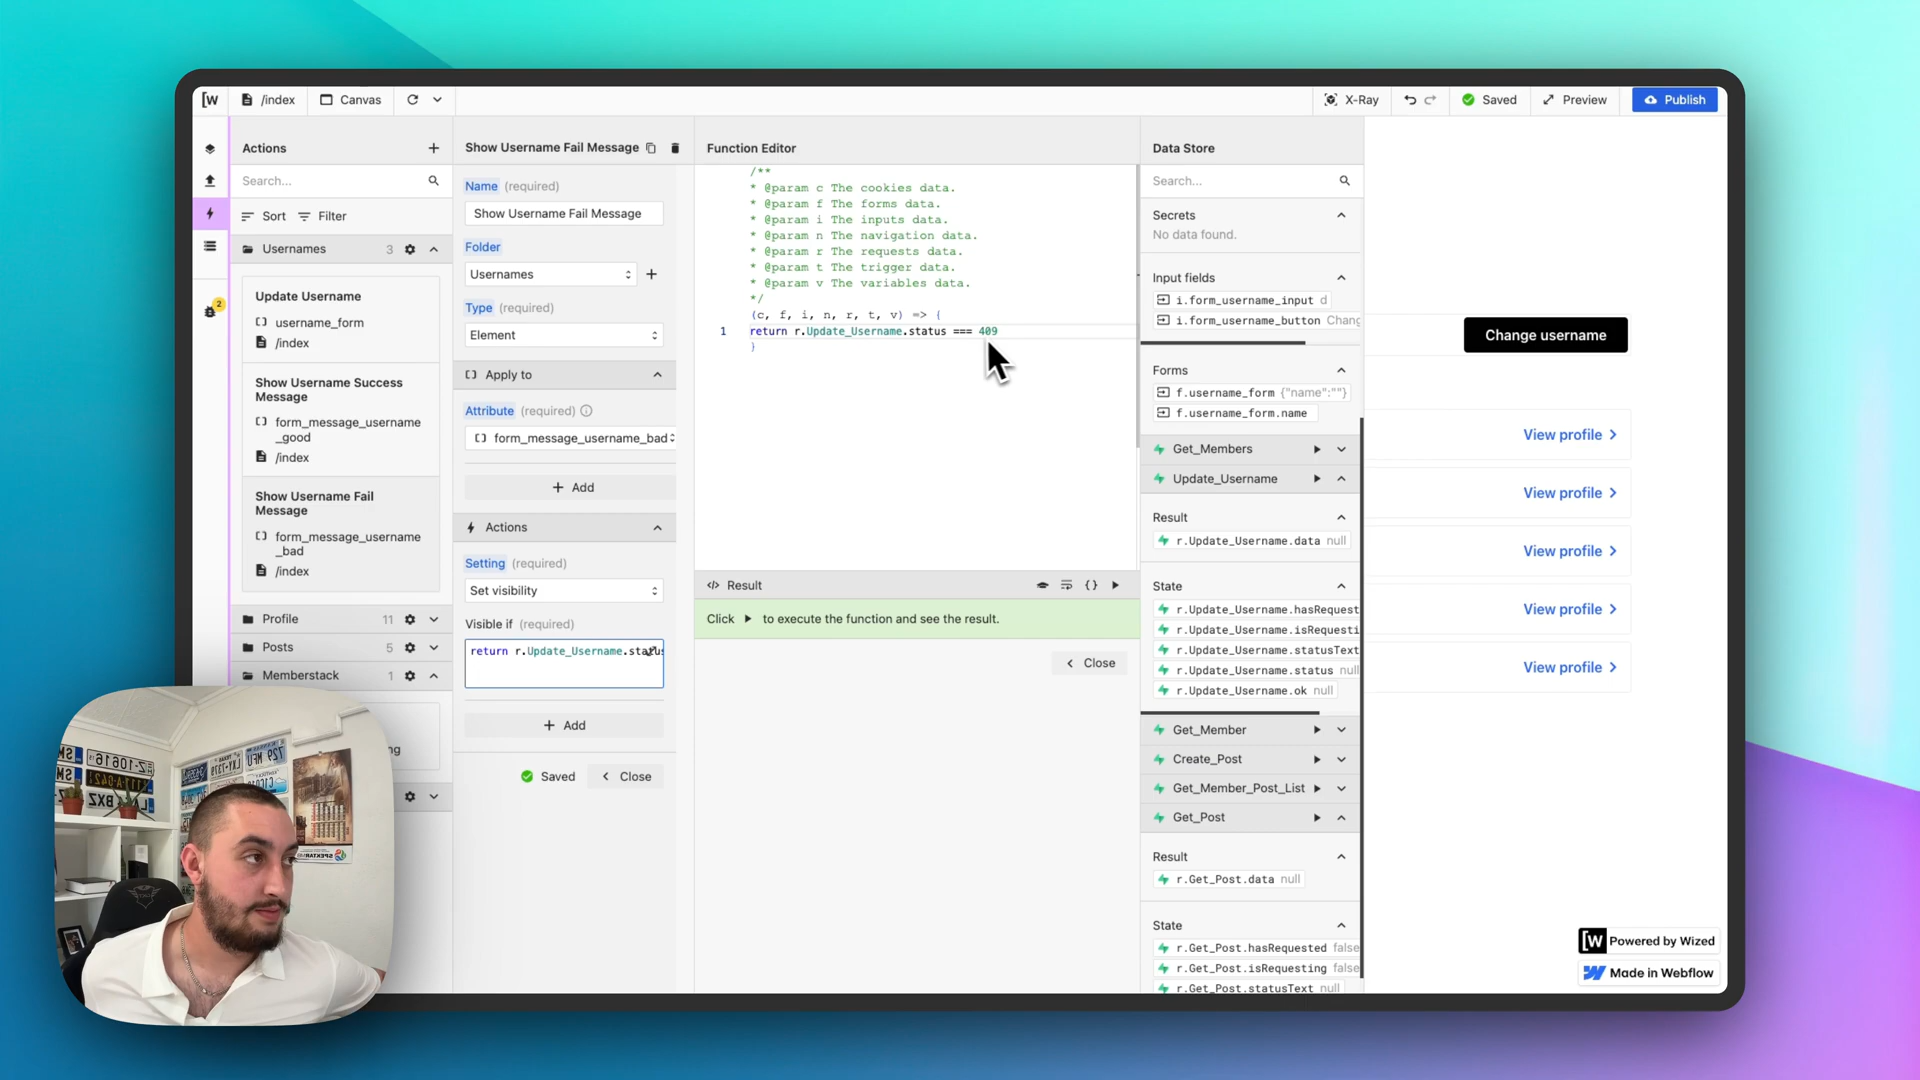 /index
Canvas
X-Ray
Saved
Preview
Publish
Actions
Search...
Sort
Filter
Usernames 3
Update Username
username_form
/index
Show Username Success
Message
form_message_username
_good
/index
Show Username Fail
Message
form_message_username
_bad
/index
Profile 11
Posts 5
Memberstack 1
ng
2
Show Username Fail Message
Name (required)
Show Username Fail Message
Folder
Usernames
Type (required)
Element
Apply to
Attribute (required)
form_message_username_bad
Add
Actions
Setting (required)
Set visibility
Visible if (required)
return r.Update_Username.status
Add
Saved
Close
Function Editor
/**
* @param c The cookies data.
* @param f The forms data.
* @param i The inputs data.
* @param n The navigation data.
* @param r The requests data.
* @param t The trigger data.
* @param v The variables data.
*/
(c, f, i, n, r, t, v) => {
1 return r.Update_Username.status === 409
}
</> Result
Click to execute the function and see the result.
Close
Data Store
Search...
Secrets
No data found.
Input fields
i.form_username_input d
i.form_username_button Chang
Forms
f.username_form {"name":""}
f.username_form.name
Get_Members
Update_Username
Result
r.Update_Username.data null
State
r.Update_Username.hasRequest
r.Update_Username.isRequesti
r.Update_Username.statusText
r.Update_Username.status null
r.Update_Username.ok null
Get_Member
Create_Post
Get_Member_Post_List
Get_Post
Result
r.Get_Post.data null
State
r.Get_Post.hasRequested false
r.Get_Post.isRequesting false
r.Get_Post.statusText null
Change username
View profile
View profile
View profile
View profile
View profile
Powered by Wized
Made in Webflow